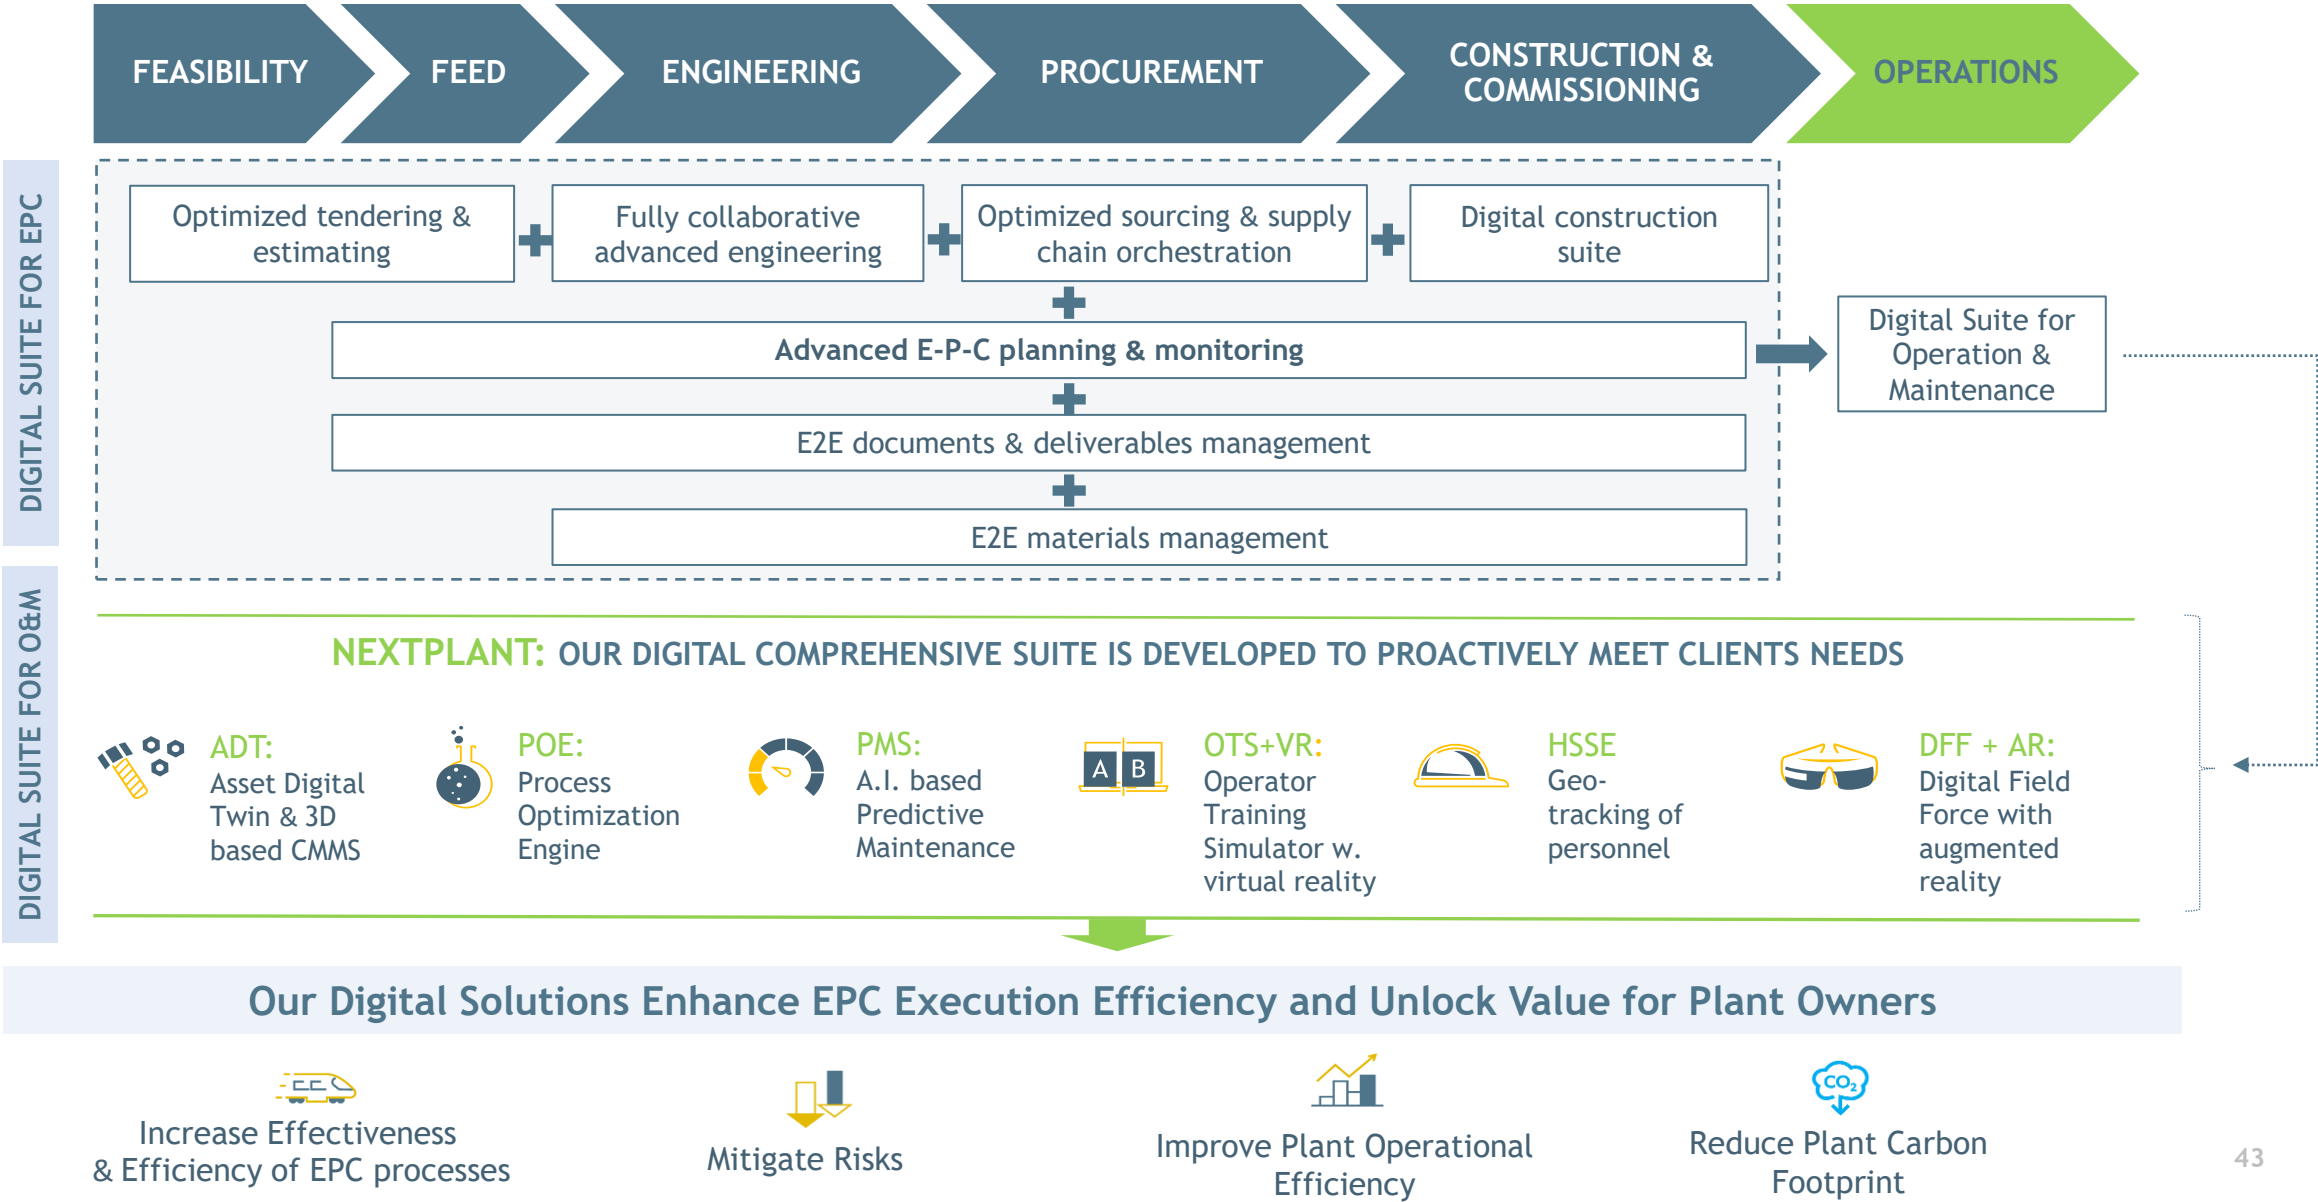 FEASIBILITY
FEED
ENGINEERING
PROCUREMENT
CONSTRUCTION &
COMMISSIONING
OPERATIONS
DIGITAL SUITE FOR EPC
Optimized tendering &
estimating
Fully collaborative
advanced engineering
Optimized sourcing & supply
chain orchestration
Digital construction
suite
Advanced E-P-C planning & monitoring
E2E documents & deliverables management
E2E materials management
Digital Suite for
Operation &
Maintenance
DIGITAL SUITE FOR O&M
NEXTPLANT: OUR DIGITAL COMPREHENSIVE SUITE IS DEVELOPED TO PROACTIVELY MEET CLIENTS NEEDS
ADT:
Asset Digital
Twin & 3D
based CMMS
POE:
Process
Optimization
Engine
PMS:
A.I. based
Predictive
Maintenance
A B
OTS+VR:
Operator
Training
Simulator w.
virtual reality
HSSE
Geo-
tracking of
personnel
DFF + AR:
Digital Field
Force with
augmented
reality
Our Digital Solutions Enhance EPC Execution Efficiency and Unlock Value for Plant Owners
Increase Effectiveness
& Efficiency of EPC processes
Mitigate Risks
Improve Plant Operational
Efficiency
CO₂
Reduce Plant Carbon
Footprint
43